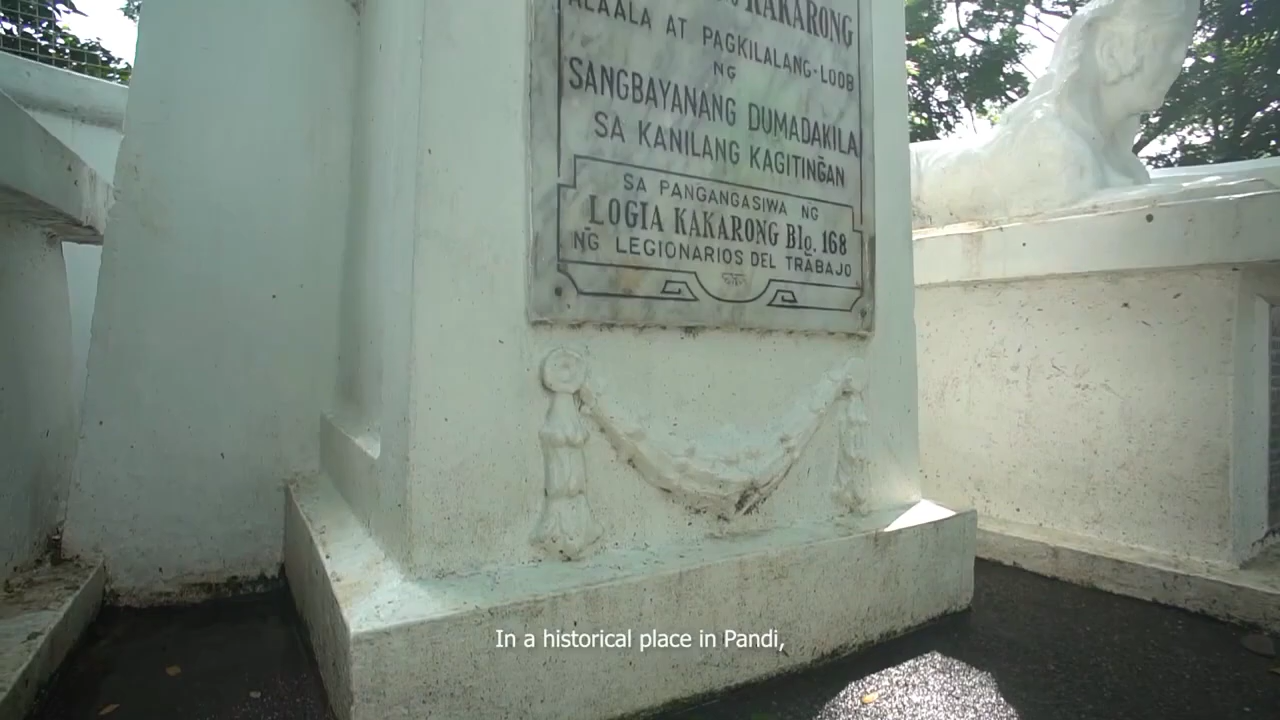 KAKARONG
ALAALA AT PAGKILALANG-LOOB
NG
SANGBAYANANG DUMADAKILA
SA KANILANG KAGITINGAN
SA PANGANGASIWA NG
LOGIA KAKARONG Blg. 168
NG LEGIONARIOS DEL TRABAJO
In a historical place in Pandi,